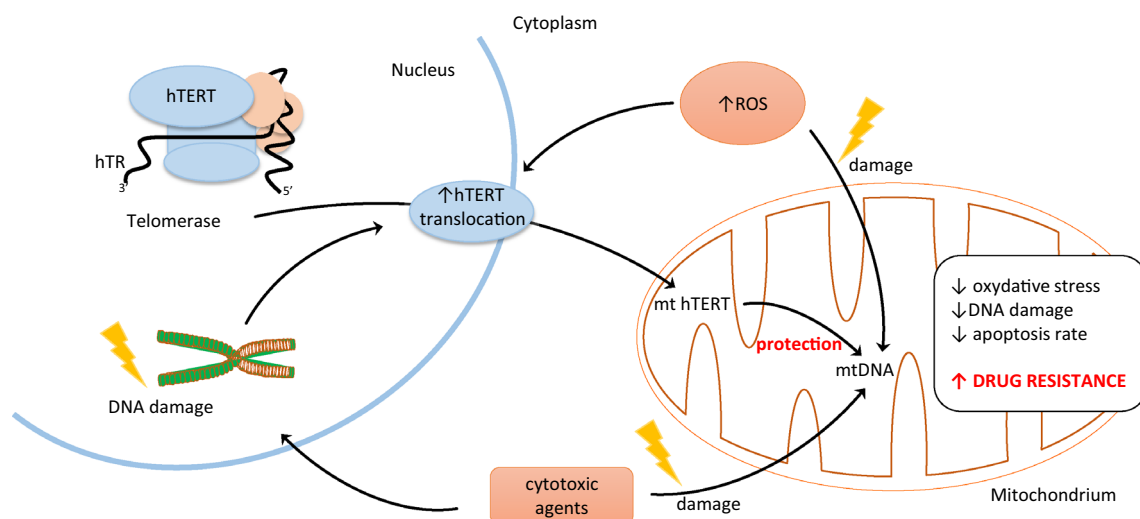 Cytoplasm
Nucleus
hTERT
hTR
3’
5’
Telomerase
↑hTERT
translocation
↑ROS
damage
mt hTERT
protection
mtDNA
↓ oxydative stress
↓DNA damage
↓ apoptosis rate
↑ DRUG RESISTANCE
DNA damage
cytotoxic
agents
damage
Mitochondrium